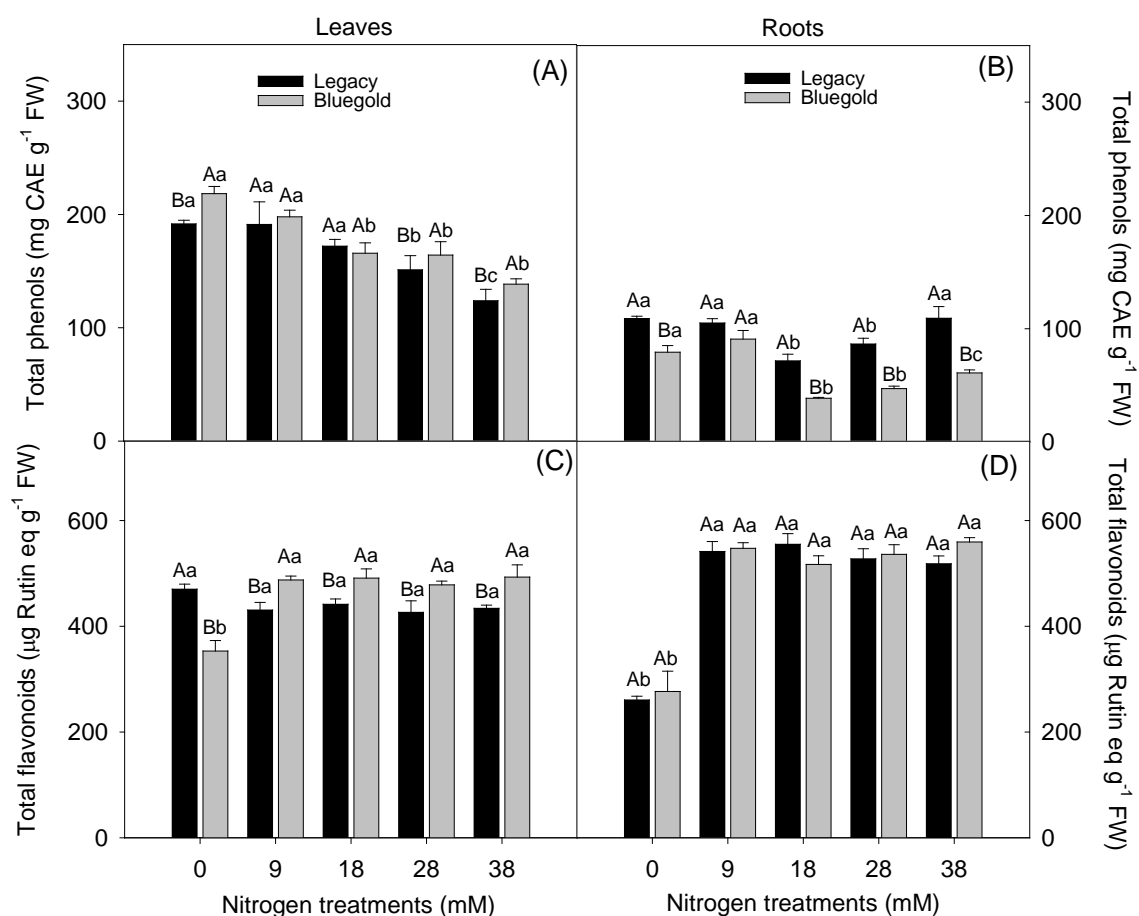 Leaves
Roots
(A)
(B)
Legacy
Bluegold
Legacy
Bluegold
Total phenols (mg CAE g-1 FW)
300
200
100
0
Ba Aa Aa Aa Aa Ab Bb Ab Bc Ab
Aa Ba Aa Aa Ab Bb Ab Bb Aa Bc
300
200
100
0
Total phenols (mg CAE g-1 FW)
(C)
(D)
Total flavonoids (µg Rutin eq g-1 FW)
600
400
200
0
Aa Bb Ba Aa Ba Aa Ba Aa Ba Aa
Ab Ab Aa Aa Aa Aa Aa Aa Aa Aa
600
400
200
0
Total flavonoids (µg Rutin eq g-1 FW)
0 9 18 28 38
0 9 18 28 38
Nitrogen treatments (mM)
Nitrogen treatments (mM)